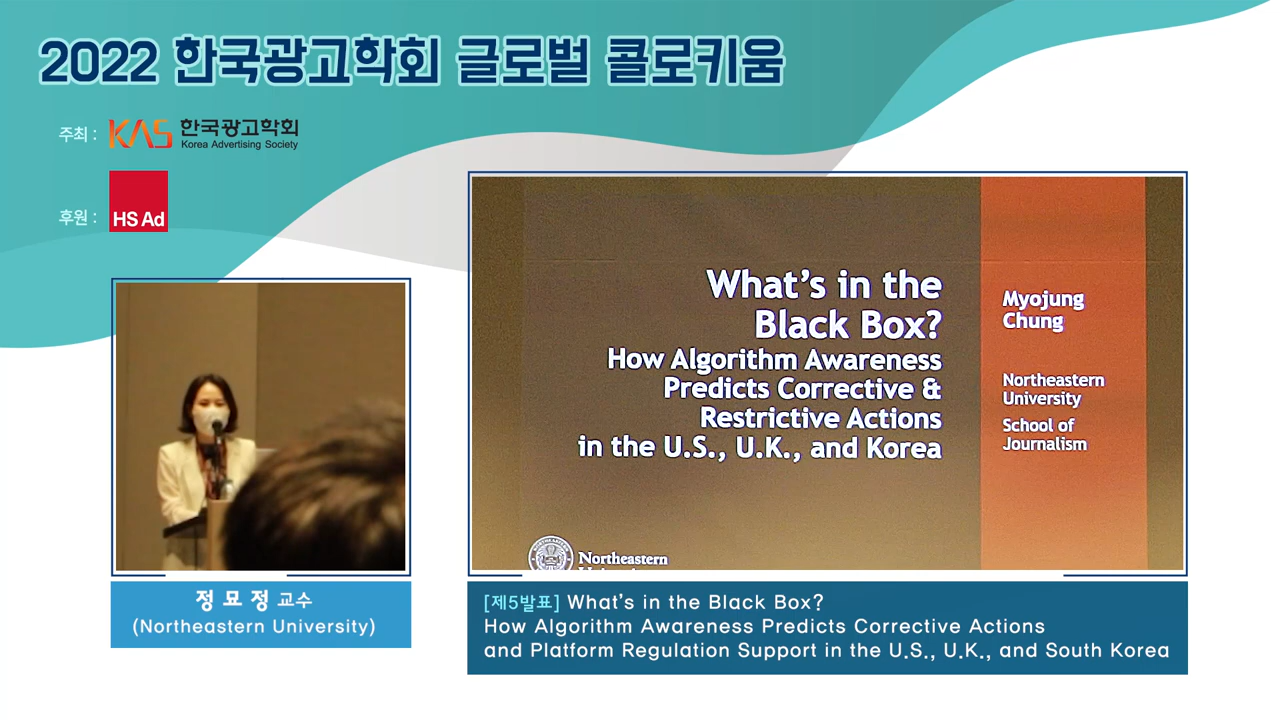 2022 한국광고학회 글로벌 콜로키움
주최 :
KAS 한국광고학회
Korea Advertising Society
후원 :
HS Ad
What's in the
Black Box?
How Algorithm Awareness
Predicts Corrective &
Restrictive Actions
in the U.S., U.K., and Korea
Myojung
Chung
Northeastern
University
School of
Journalism
Northeastern
정 묘 정 교수
(Northeastern University)
[제5발표] What's in the Black Box?
How Algorithm Awareness Predicts Corrective Actions
and Platform Regulation Support in the U.S., U.K., and South Korea